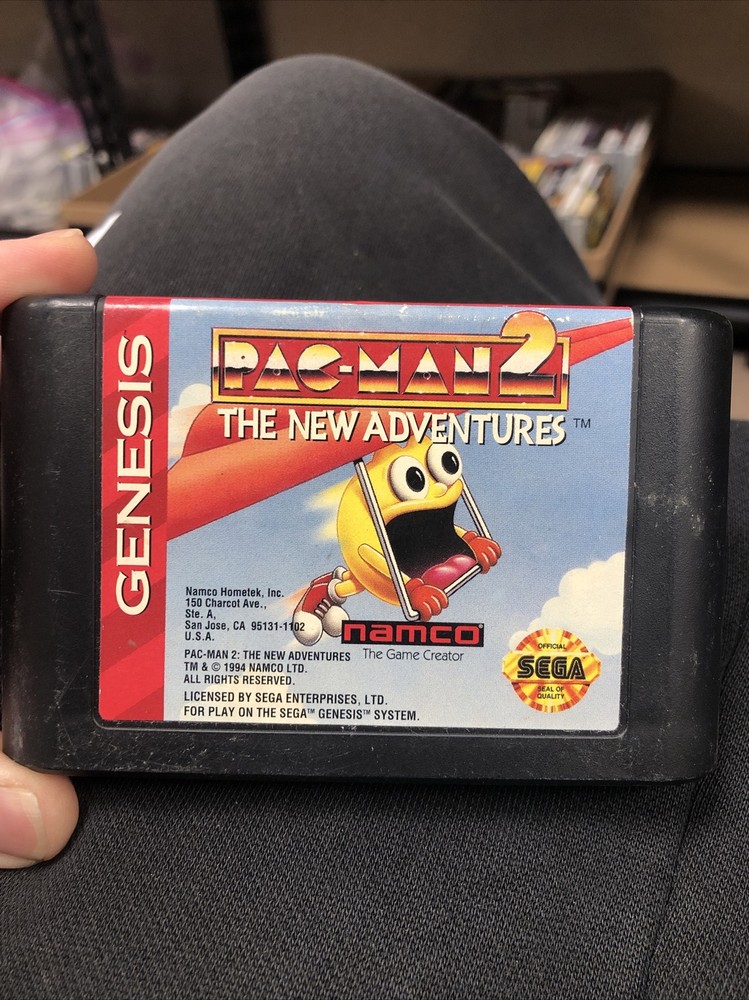 GENESIS
PAC-MAN 2
THE NEW ADVENTURES™
Namco Hometek, Inc.
150 Charcot Ave.,
Ste. A,
San Jose, CA 95131-1102
U.S.A.
namco®
The Game Creator
PAC-MAN 2: THE NEW ADVENTURES
TM & © 1994 NAMCO LTD.
ALL RIGHTS RESERVED.
LICENSED BY SEGA ENTERPRISES, LTD.
FOR PLAY ON THE SEGA™ GENESIS™ SYSTEM.
OFFICIAL
SEGA
SEAL OF
QUALITY